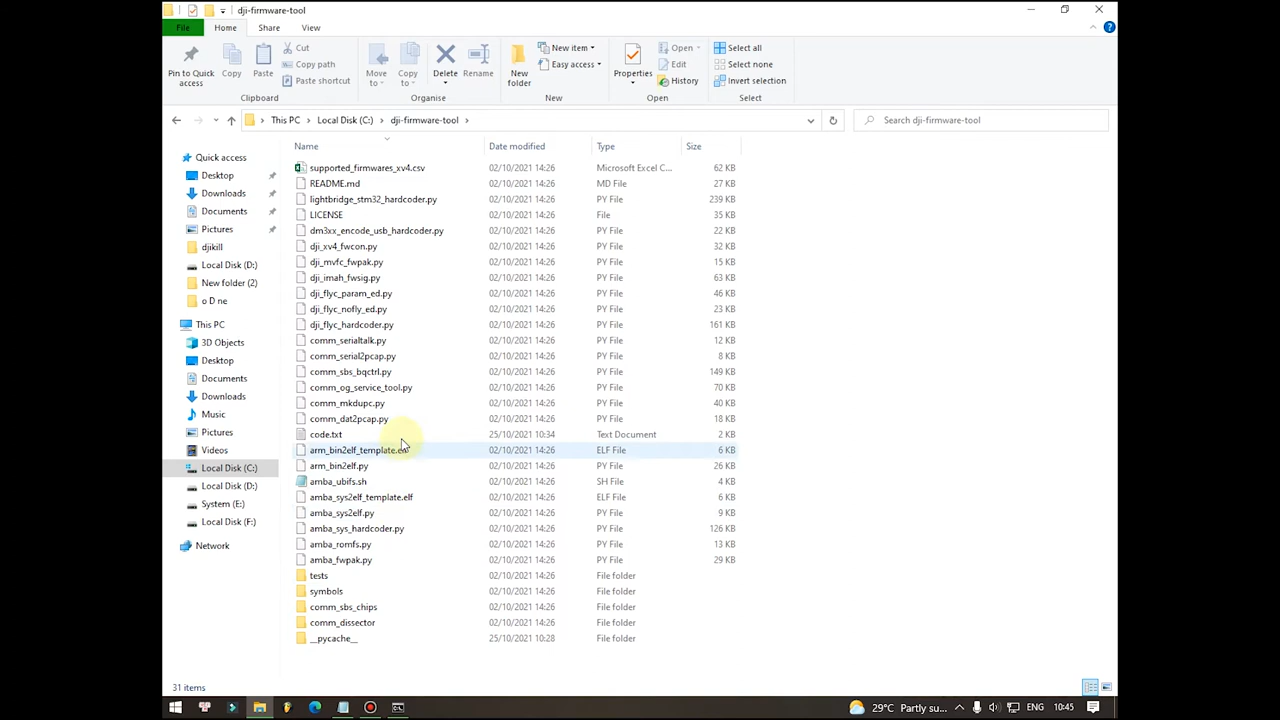 dji-firmware-tool
File Home Share View
Pin to Quick access
Copy
Paste
Cut
Copy path
Paste shortcut
Clipboard
Move to
Copy to
Delete
Rename
Organise
New folder
New item
Easy access
New
Properties
Open
Edit
History
Open
Select all
Select none
Invert selection
Select
This PC > Local Disk (C:) > dji-firmware-tool >
Search dji-firmware-tool
Quick access
Desktop
Downloads
Documents
Pictures
djikill
Local Disk (D:)
New folder (2)
o D ne
This PC
3D Objects
Desktop
Documents
Downloads
Music
Pictures
Videos
Local Disk (C:)
Local Disk (D:)
System (E:)
Local Disk (F:)
Network
Name Date modified Type Size
supported_firmwares_xv4.csv 02/10/2021 14:26 Microsoft Excel C... 62 KB
README.md 02/10/2021 14:26 MD File 27 KB
lightbridge_stm32_hardcoder.py 02/10/2021 14:26 PY File 239 KB
LICENSE 02/10/2021 14:26 File 35 KB
dm3xx_encode_usb_hardcoder.py 02/10/2021 14:26 PY File 22 KB
dji_xv4_fwcon.py 02/10/2021 14:26 PY File 32 KB
dji_mvfc_fwpak.py 02/10/2021 14:26 PY File 15 KB
dji_imah_fwsig.py 02/10/2021 14:26 PY File 63 KB
dji_flyc_param_ed.py 02/10/2021 14:26 PY File 46 KB
dji_flyc_nofly_ed.py 02/10/2021 14:26 PY File 23 KB
dji_flyc_hardcoder.py 02/10/2021 14:26 PY File 161 KB
comm_serialtalk.py 02/10/2021 14:26 PY File 12 KB
comm_serial2pcap.py 02/10/2021 14:26 PY File 8 KB
comm_sbs_bqctrl.py 02/10/2021 14:26 PY File 149 KB
comm_og_service_tool.py 02/10/2021 14:26 PY File 70 KB
comm_mkdupc.py 02/10/2021 14:26 PY File 40 KB
comm_dat2pcap.py 02/10/2021 14:26 PY File 18 KB
code.txt 25/10/2021 10:34 Text Document 2 KB
arm_bin2elf_template.elf 02/10/2021 14:26 ELF File 6 KB
arm_bin2elf.py 02/10/2021 14:26 PY File 26 KB
amba_ubifs.sh 02/10/2021 14:26 SH File 4 KB
amba_sys2elf_template.elf 02/10/2021 14:26 ELF File 6 KB
amba_sys2elf.py 02/10/2021 14:26 PY File 9 KB
amba_sys_hardcoder.py 02/10/2021 14:26 PY File 126 KB
amba_romfs.py 02/10/2021 14:26 PY File 13 KB
amba_fwpak.py 02/10/2021 14:26 PY File 29 KB
tests 02/10/2021 14:26 File folder
symbols 02/10/2021 14:26 File folder
comm_sbs_chips 02/10/2021 14:26 File folder
comm_dissector 02/10/2021 14:26 File folder
__pycache__ 25/10/2021 10:28 File folder
31 items
29°C Partly su... ENG 10:45